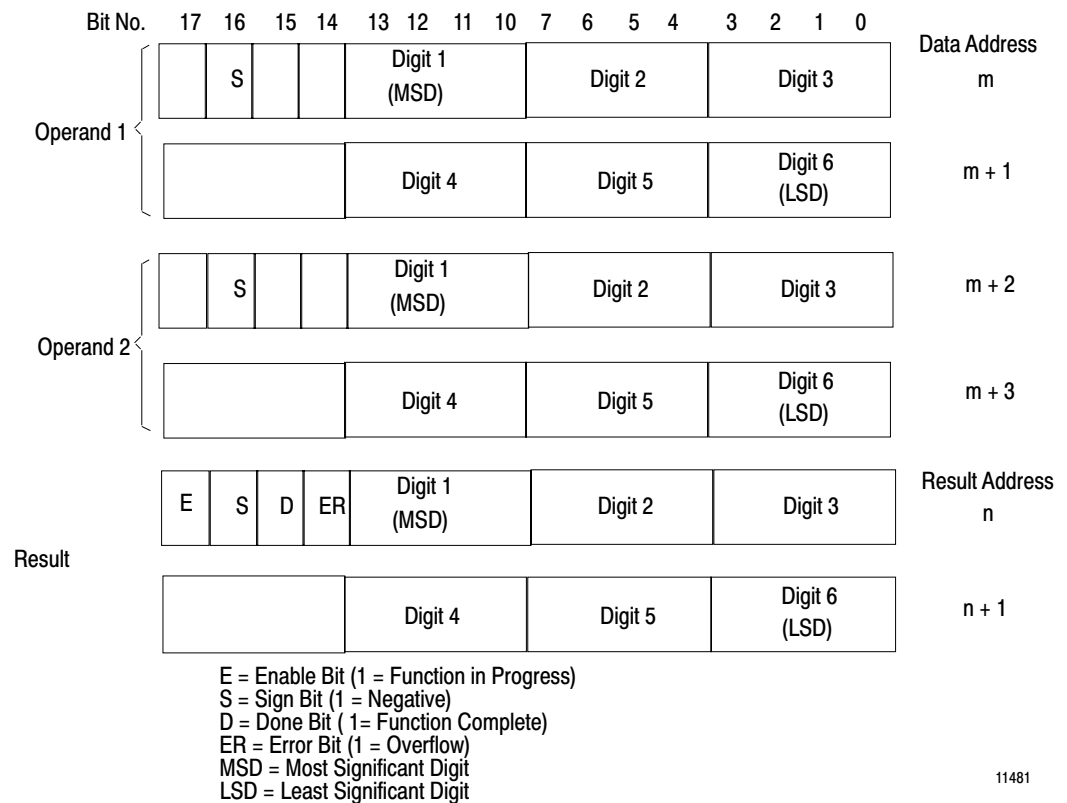 Bit No. 17 16 15 14 13 12 11 10 7 6 5 4 3 2 1 0
Data Address
S Digit 1 Digit 2 Digit 3 m
(MSD)
Operand 1
Digit 4 Digit 5 Digit 6 m + 1
(LSD)
S Digit 1 Digit 2 Digit 3 m + 2
(MSD)
Operand 2
Digit 4 Digit 5 Digit 6 m + 3
(LSD)
Result Address
E S D ER Digit 1 Digit 2 Digit 3 n
(MSD)
Result
Digit 4 Digit 5 Digit 6 n + 1
(LSD)
E = Enable Bit (1 = Function in Progress)
S = Sign Bit (1 = Negative)
D = Done Bit ( 1= Function Complete)
ER = Error Bit (1 = Overflow)
MSD = Most Significant Digit
LSD = Least Significant Digit
11481